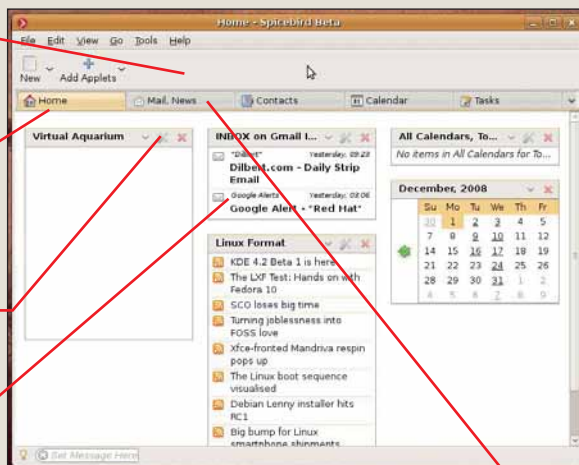 Home - Spicebird Beta
File Edit View Go Tools Help
New Add Applets
Home Mail, News Contacts Calendar Tasks
Virtual Aquarium
INBOX on Gmail I...
"Dilbert" Yesterday, 09:23
Dilbert.com - Daily Strip
Email
Google Alerts Yesterday, 03:06
Google Alert - "Red Hat"
Linux Format
KDE 4.2 Beta 1 is here
The LXF Test: Hands on with
Fedora 10
SCO loses big time
Turning joblessness into
FOSS love
Xfce-fronted Mandriva respin
pops up
The Linux boot sequence
visualised
Debian Lenny installer hits
RC1
Big bump for Linux
smartphone shipments
All Calendars, To...
No items in All Calendars for To...
December, 2008
Su Mo Tu We Th Fr
30 1 2 3 4 5
7 8 9 10 11 12
14 15 16 17 18 19
21 22 23 24 25 26
28 29 30 31 1 2
4 5 6 7 8 9
Set Message Here